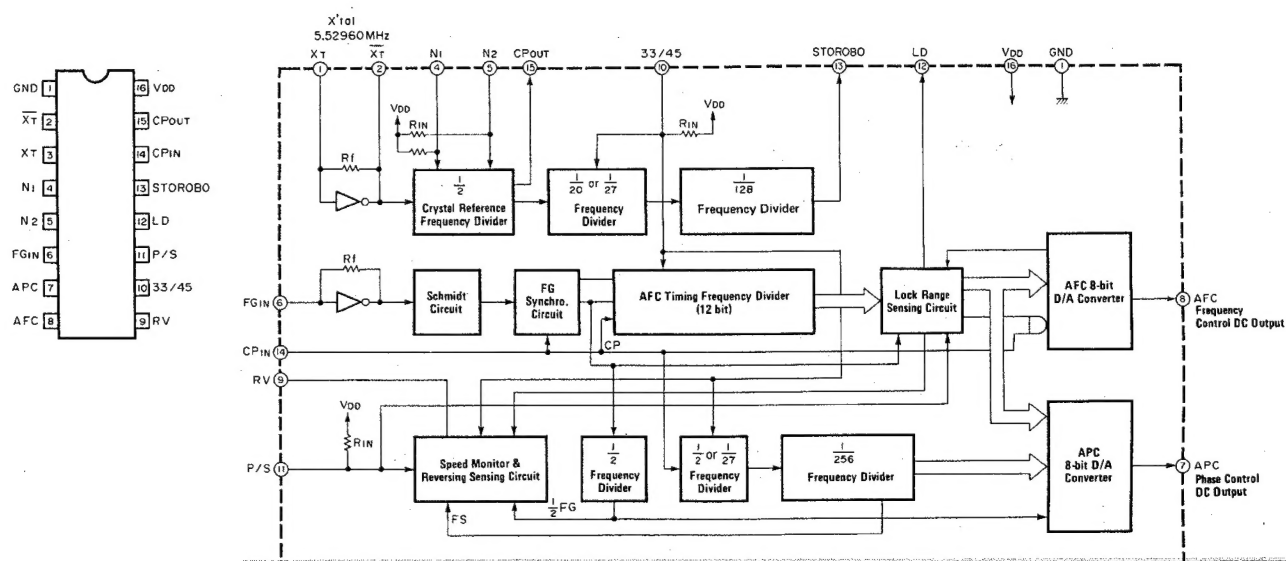 GND 1
X̅T̅ 2
XT 3
N1 4
N2 5
FGIN 6
APC 7
AFC 8
16 VDD
15 CPOUT
14 CPIN
13 STOROBO
12 LD
11 P/S
10 33/45
9 RV
X'tal
5.52960 MHz
XT
X̅T̅
N1
N2
CPOUT
33/45
STOROBO
LD
VDD
GND
1
2
4
5
15
10
13
12
16
1
VDD
RIN
RIN
VDD
Rf
1/2
Crystal Reference
Frequency Divider
1/20 or 1/27
Frequency
Divider
1/128
Frequency Divider
FGIN 6
Rf
Schmidt
Circuit
FG
Synchro.
Circuit
AFC Timing Frequency Divider
(12 bit)
Lock Range
Sensing Circuit
AFC 8-bit
D/A Converter
8 AFC
Frequency
Control DC Output
CPIN 14
CP
RV 9
VDD
RIN
P/S 11
Speed Monitor &
Reversing Sensing Circuit
1/2
Frequency
Divider
1/2 or 1/27
Frequency
Divider
1/256
Frequency Divider
APC
8-bit D/A
Converter
7 APC
Phase Control
DC Output
FS
1/2 FG